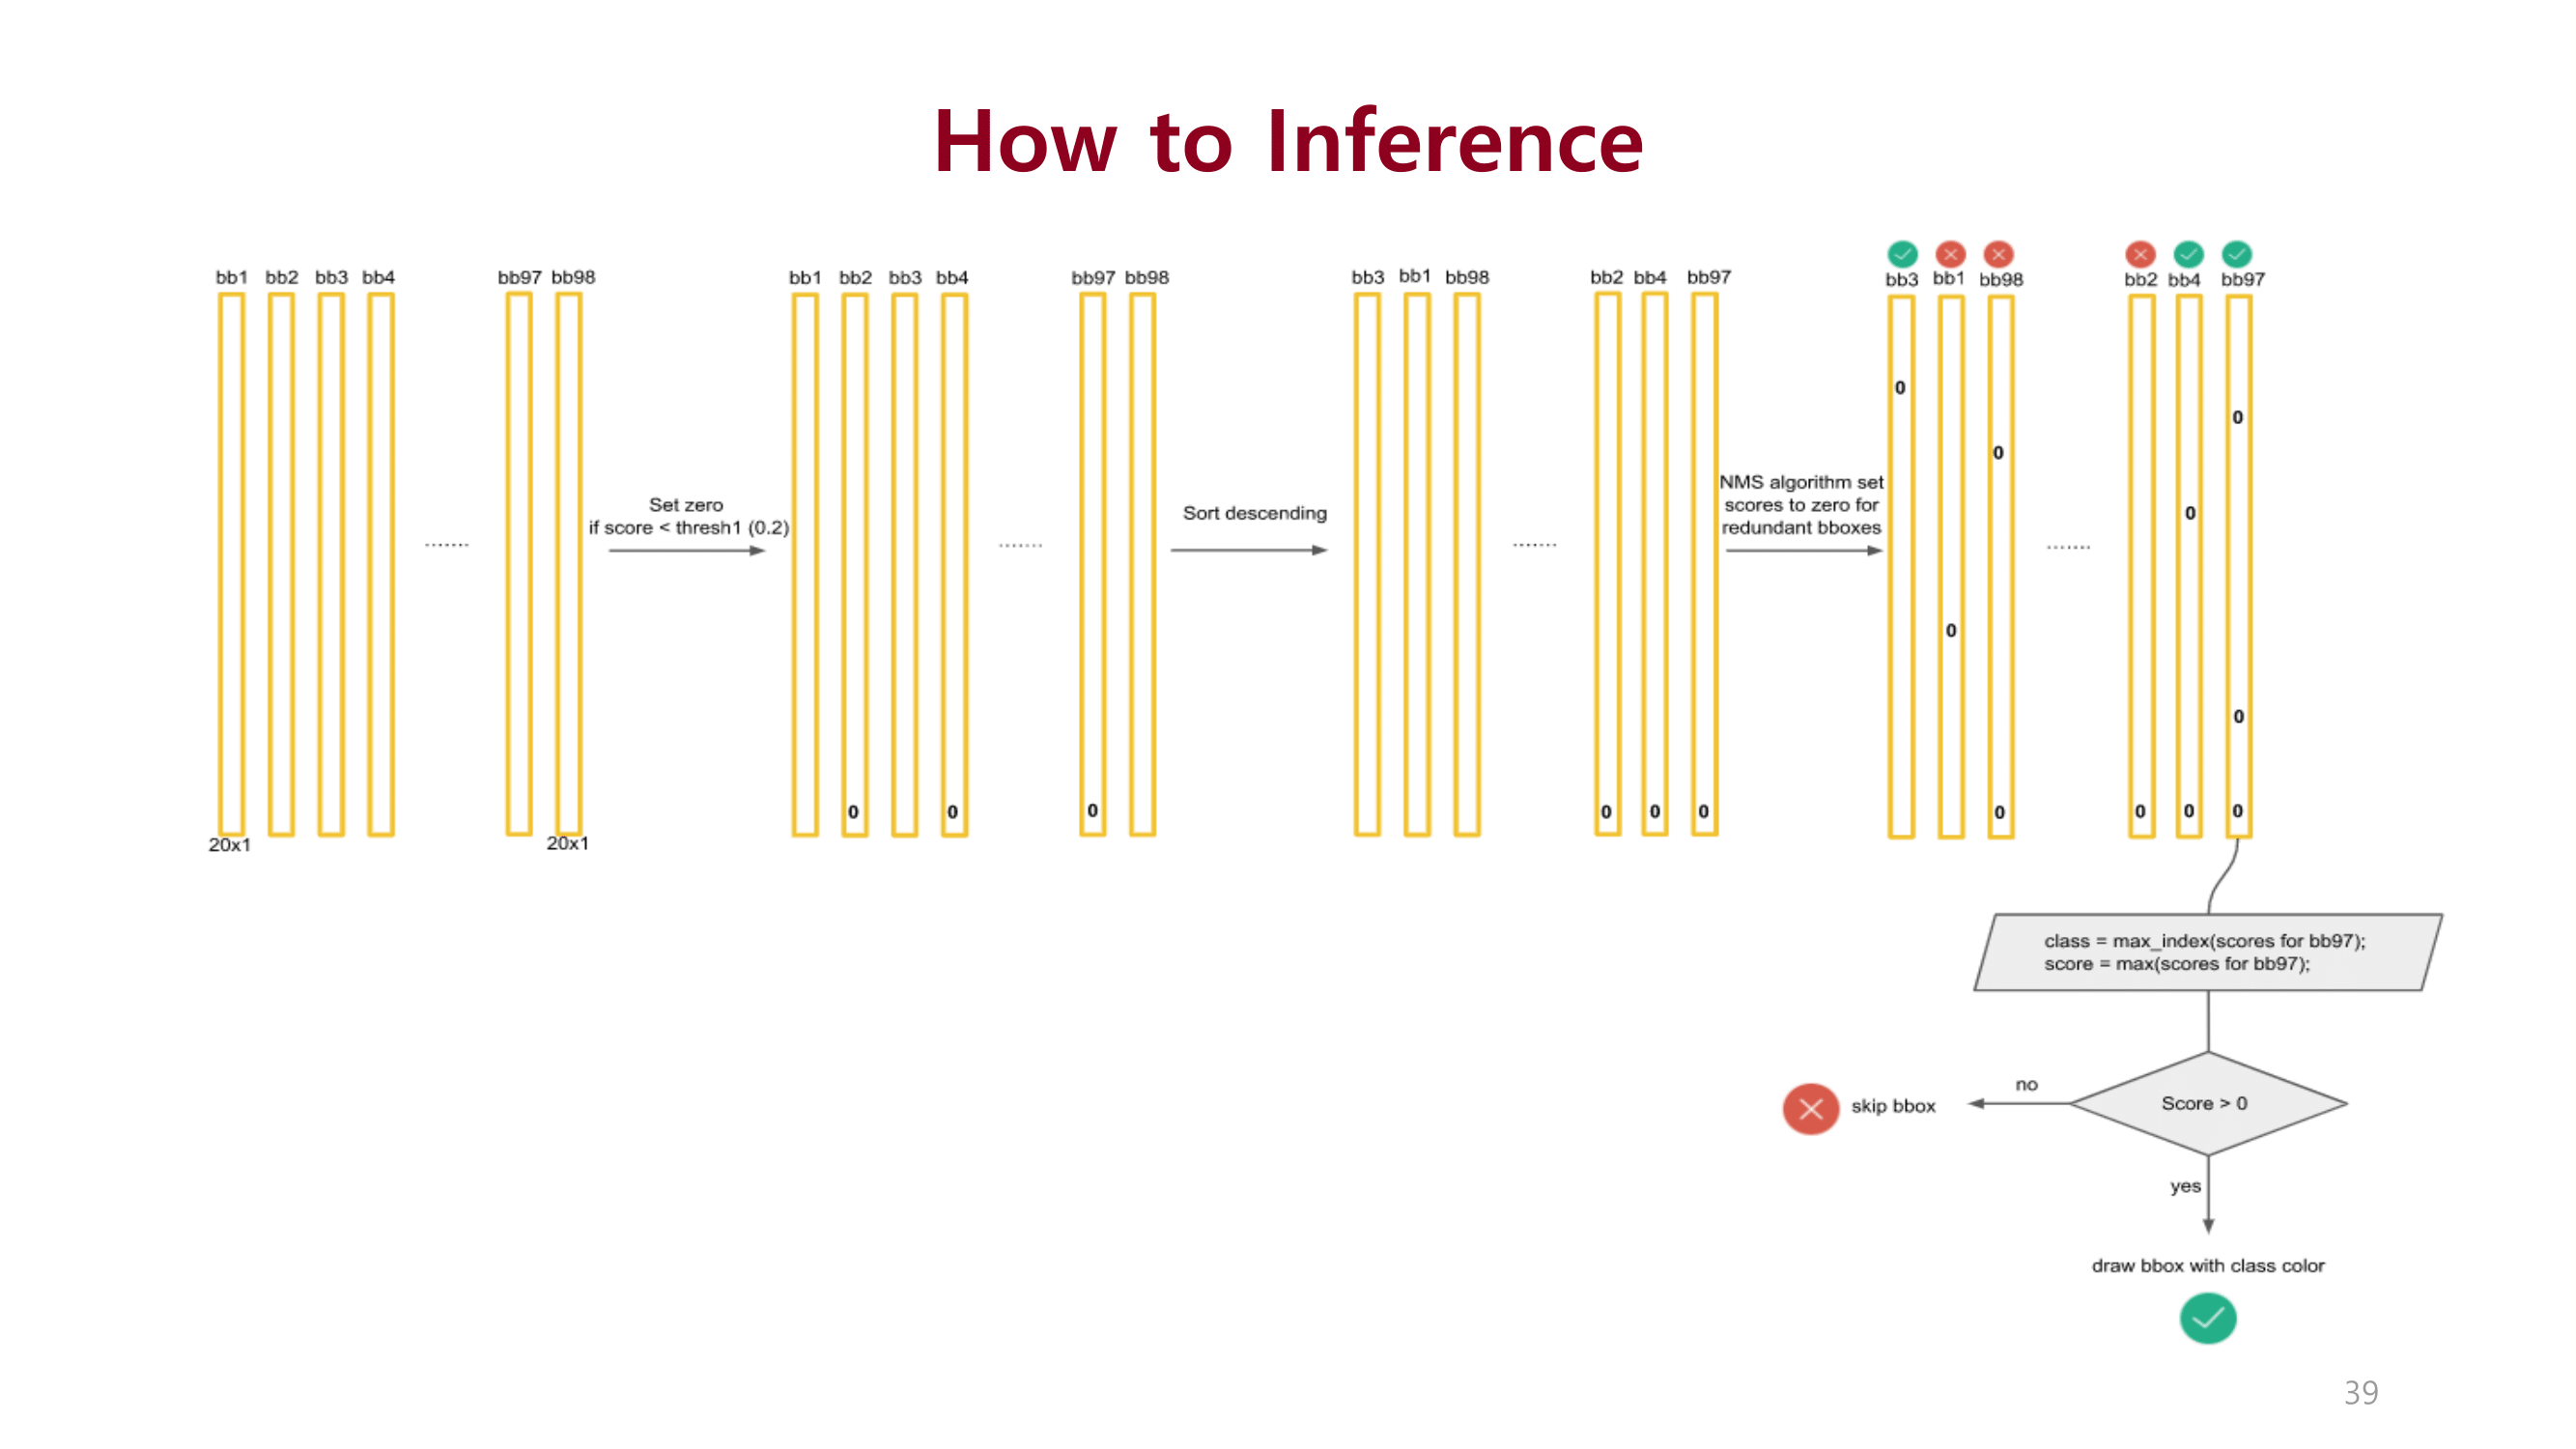 How to Inference
bb1 bb2 bb3 bb4 bb97 bb98
20x1 20x1
.......
Set zero
if score < thresh1 (0.2)
bb1 bb2 bb3 bb4 bb97 bb98
.......
0 0 0
Sort descending
bb3 bb1 bb98 bb2 bb4 bb97
.......
0 0 0
NMS algorithm set
scores to zero for
redundant bboxes
bb3 bb1 bb98 bb2 bb4 bb97
0
0
0
0
.......
0
0
0 0 0 0
class = max_index(scores for bb97);
score = max(scores for bb97);
Score > 0
no
skip bbox
yes
draw bbox with class color
39